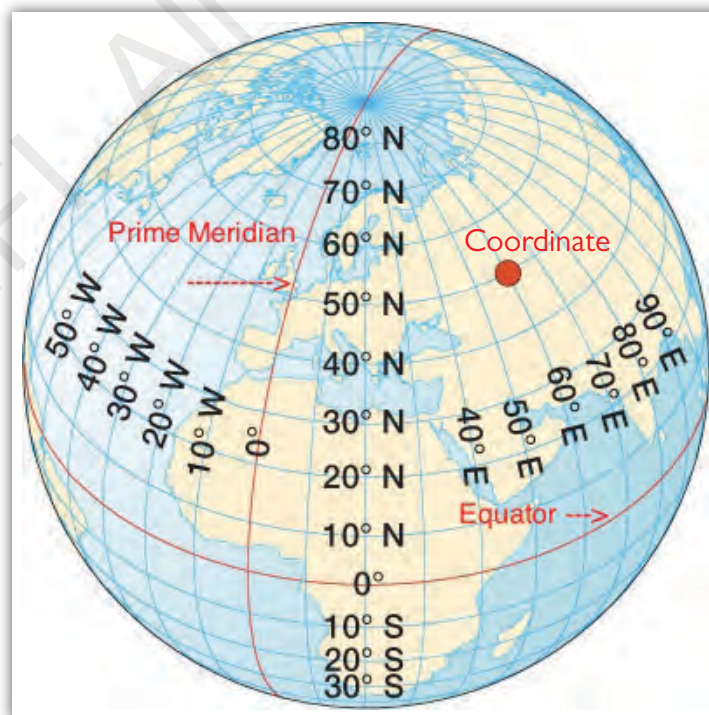 80° N
70° N
Prime Meridian
60° N
Coordinate
50° N
50° W
40° W
30° W
20° W
10° W
0°
40° N
30° N
20° N
10° N
0°
10° S
20° S
30° S
40° E
50° E
60° E
70° E
80° E
90° E
Equator